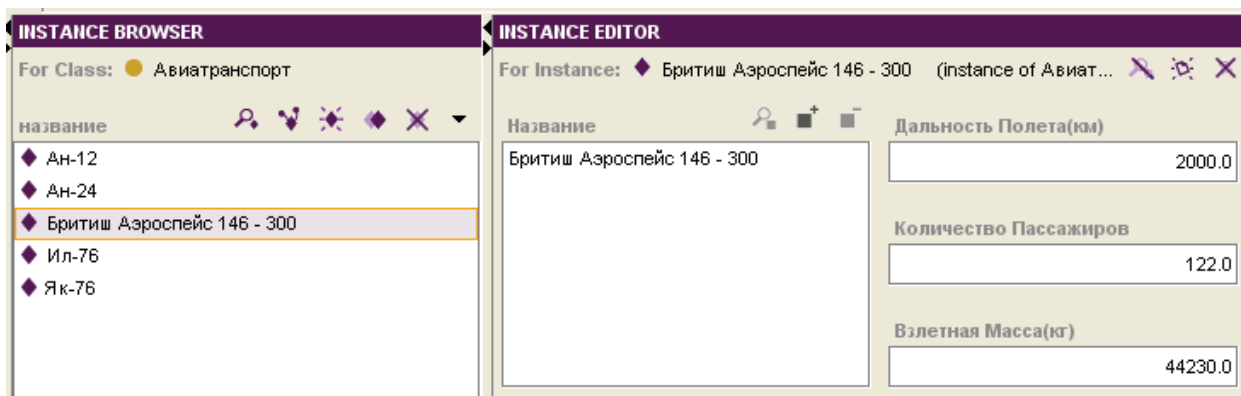 INSTANCE BROWSER
For Class: Авиатранспорт
название
Ан-12
Ан-24
Бритиш Аэроспейс 146 - 300
Ил-76
Як-76
INSTANCE EDITOR
For Instance: Бритиш Аэроспейс 146 - 300 (instance of Авиат...
Название
Бритиш Аэроспейс 146 - 300
Дальность Полета(км)
2000.0
Количество Пассажиров
122.0
Взлетная Масса(кг)
44230.0